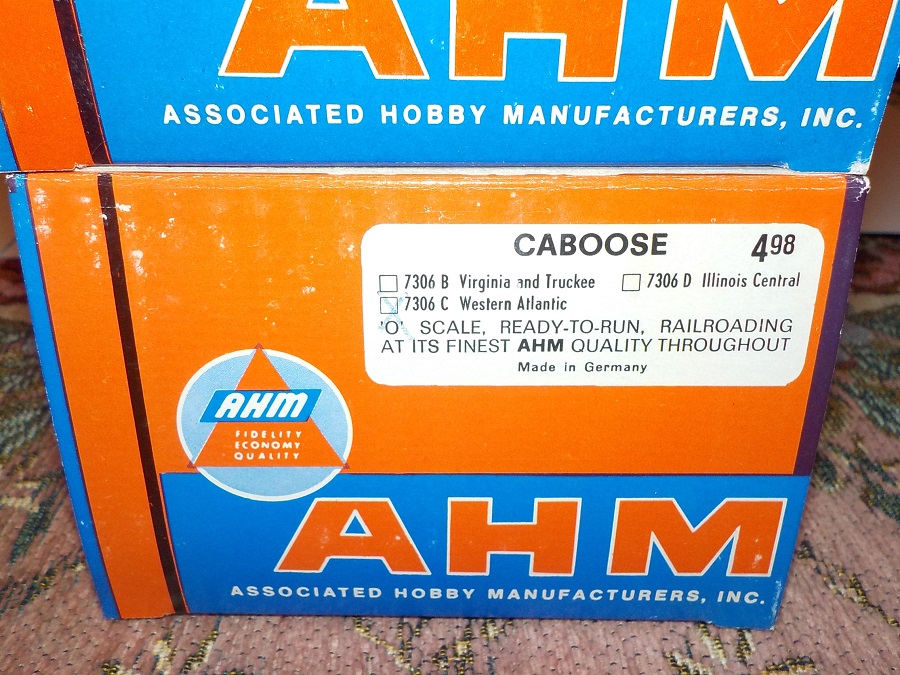 AHM
ASSOCIATED HOBBY MANUFACTURERS, INC.
CABOOSE 498
7306 B Virginia and Truckee 7306 D Illinois Central
7306 C Western Atlantic
'O' SCALE, READY-TO-RUN, RAILROADING
AT ITS FINEST AHM QUALITY THROUGHOUT
Made in Germany
AHM
FIDELITY
ECONOMY
QUALITY
AHM
ASSOCIATED HOBBY MANUFACTURERS, INC.